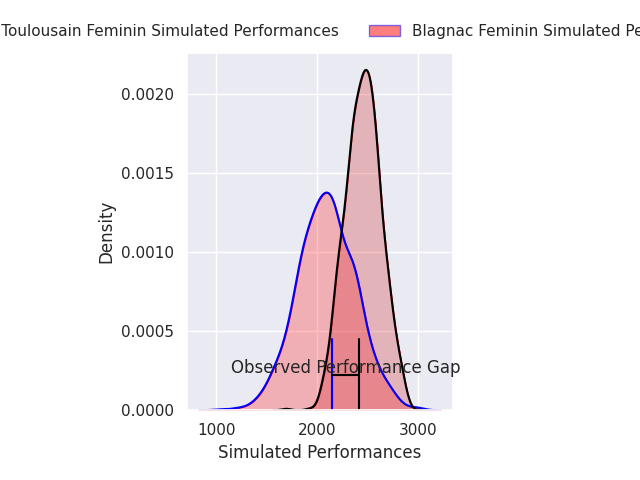 Toulousain Feminin Simulated Performances
Blagnac Feminin Simulated
0.0020
0.0015
0.0010
0.0005
0.0000
Density
Observed Performance Gap
1000 2000 3000
Simulated Performances